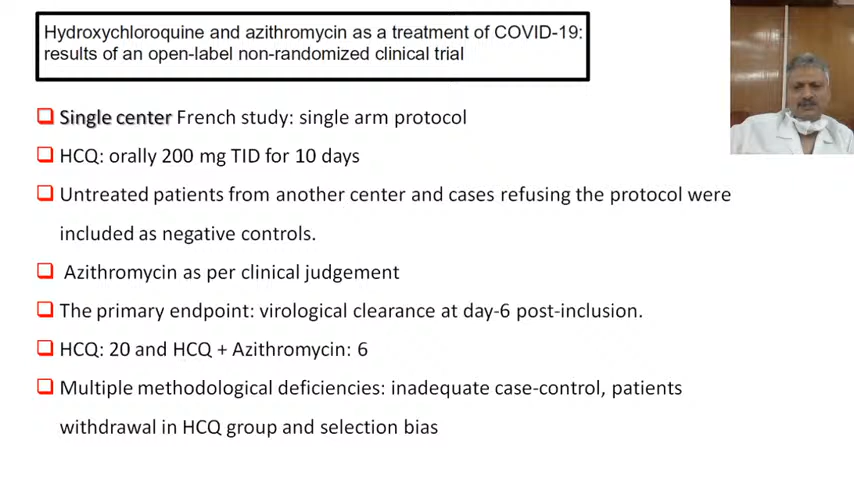 Hydroxychloroquine and azithromycin as a treatment of COVID-19:
results of an open-label non-randomized clinical trial
Single center French study: single arm protocol
HCQ: orally 200 mg TID for 10 days
Untreated patients from another center and cases refusing the protocol were
included as negative controls.
Azithromycin as per clinical judgement
The primary endpoint: virological clearance at day-6 post-inclusion.
HCQ: 20 and HCQ + Azithromycin: 6
Multiple methodological deficiencies: inadequate case-control, patients
withdrawal in HCQ group and selection bias